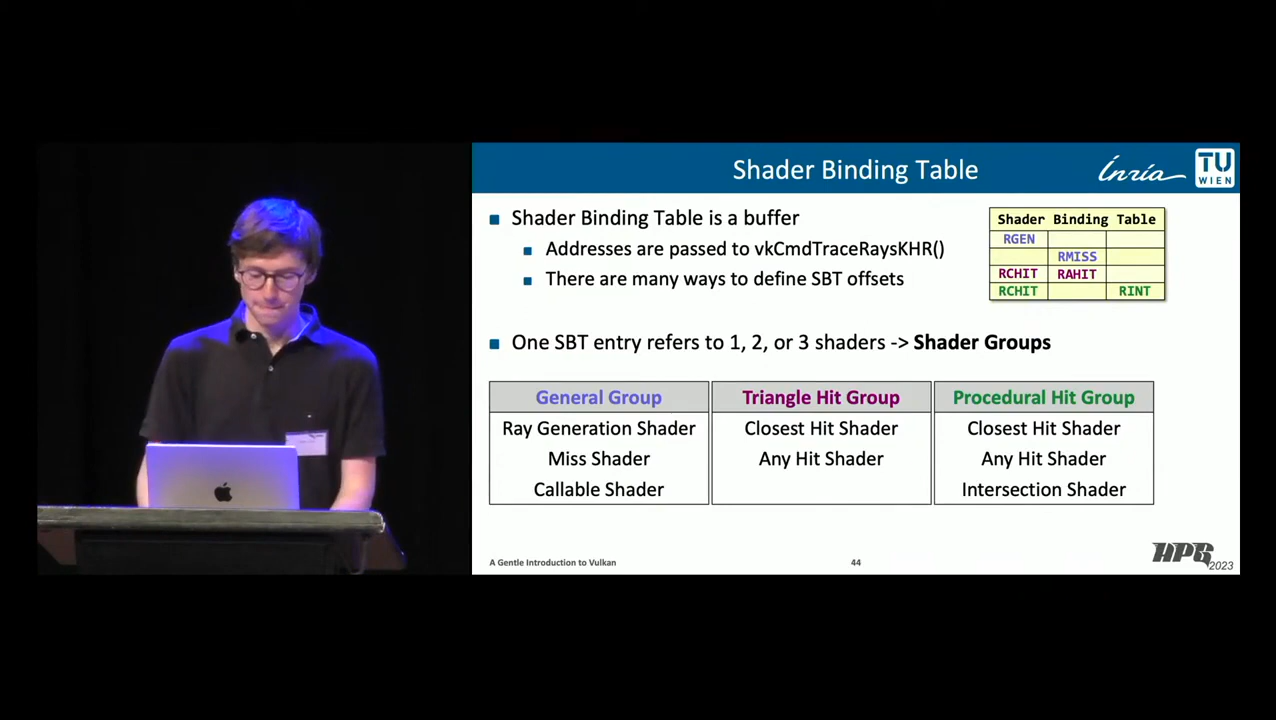 Shader Binding Table
Inria
TU
WIEN
Shader Binding Table is a buffer
Addresses are passed to vkCmdTraceRaysKHR()
There are many ways to define SBT offsets
Shader Binding Table
RGEN
RMISS
RCHIT RAHIT
RCHIT RINT
One SBT entry refers to 1, 2, or 3 shaders -> Shader Groups
General Group Triangle Hit Group Procedural Hit Group
Ray Generation Shader Closest Hit Shader Closest Hit Shader
Miss Shader Any Hit Shader Any Hit Shader
Callable Shader Intersection Shader
A Gentle Introduction to Vulkan 44 HPG 2023